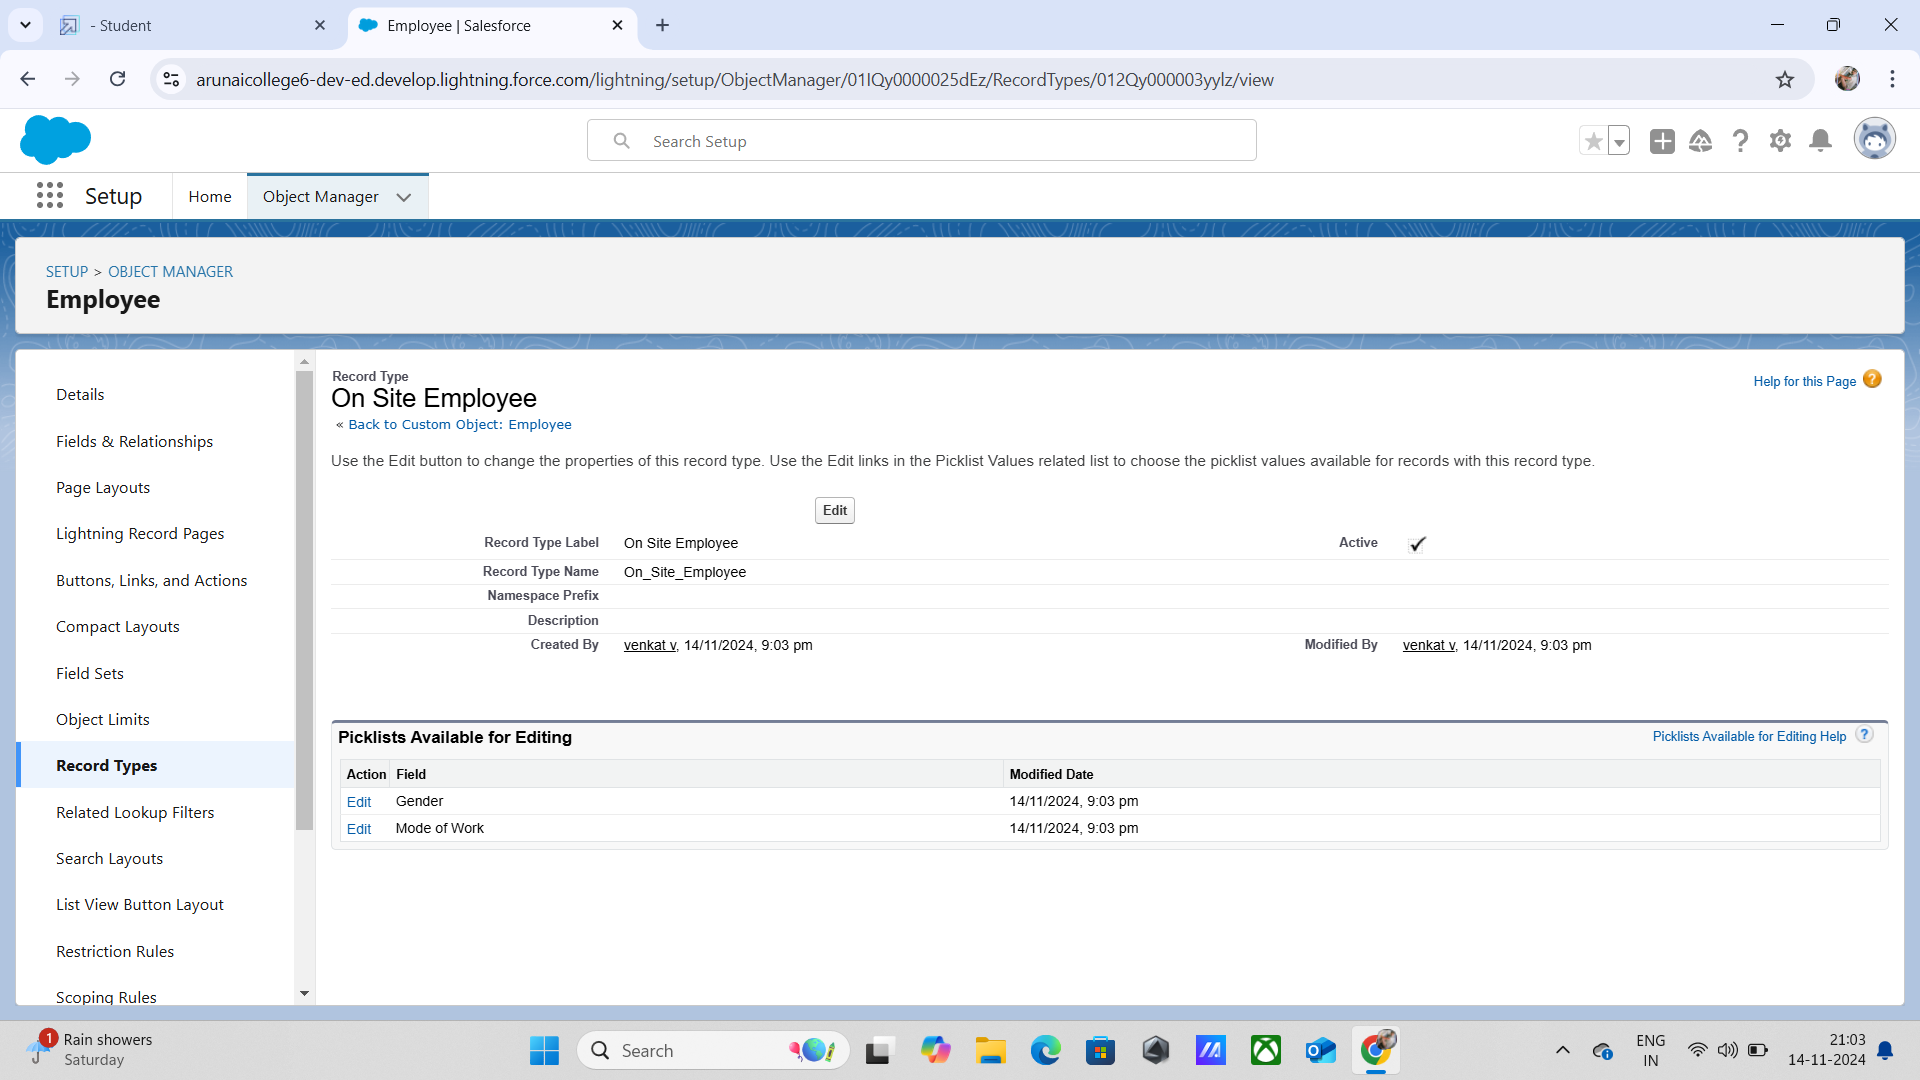 - Student
Employee | Salesforce
arunaicollege6-dev-ed.develop.lightning.force.com/lightning/setup/ObjectManager/01IQy0000025dEz/RecordTypes/012Qy000003yyIz/view
Search Setup
Setup
Home
Object Manager
SETUP > OBJECT MANAGER
Employee
Details
Fields & Relationships
Page Layouts
Lightning Record Pages
Buttons, Links, and Actions
Compact Layouts
Field Sets
Object Limits
Record Types
Related Lookup Filters
Search Layouts
List View Button Layout
Restriction Rules
Scoping Rules
Record Type
On Site Employee
« Back to Custom Object: Employee
Help for this Page ?
Use the Edit button to change the properties of this record type. Use the Edit links in the Picklist Values related list to choose the picklist values available for records with this record type.
Edit
Record Type Label On Site Employee Active
Record Type Name On_Site_Employee
Namespace Prefix
Description
Created By venkat v, 14/11/2024, 9:03 pm Modified By venkat v, 14/11/2024, 9:03 pm
Picklists Available for Editing
Picklists Available for Editing Help ?
Action Field Modified Date
Edit Gender 14/11/2024, 9:03 pm
Edit Mode of Work 14/11/2024, 9:03 pm
1
Rain showers
Saturday
Search
ENG
IN
21:03
14-11-2024